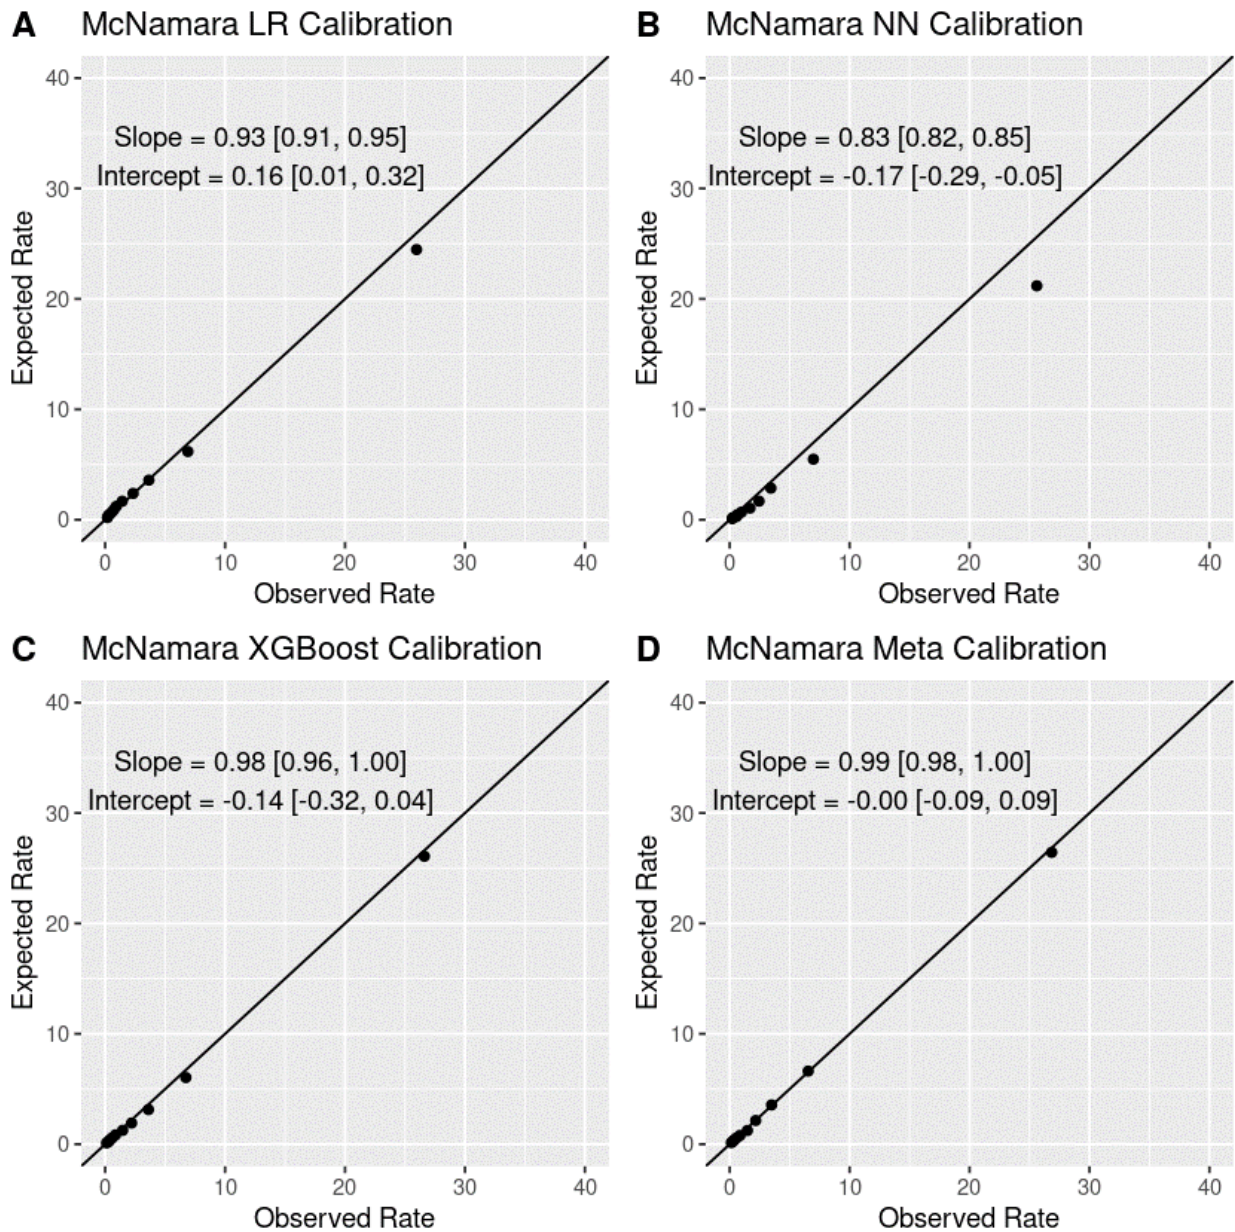 A McNamara LR Calibration
40
Slope = 0.93 [0.91, 0.95]
Intercept = 0.16 [0.01, 0.32]
30
20
10
0
Expected Rate
0 10 20 30 40
Observed Rate
B McNamara NN Calibration
40
Slope = 0.83 [0.82, 0.85]
Intercept = -0.17 [-0.29, -0.05]
30
20
10
0
Expected Rate
0 10 20 30 40
Observed Rate
C McNamara XGBoost Calibration
40
Slope = 0.98 [0.96, 1.00]
Intercept = -0.14 [-0.32, 0.04]
30
20
10
0
Expected Rate
0 10 20 30 40
Observed Rate
D McNamara Meta Calibration
40
Slope = 0.99 [0.98, 1.00]
Intercept = -0.00 [-0.09, 0.09]
30
20
10
0
Expected Rate
0 10 20 30 40
Observed Rate